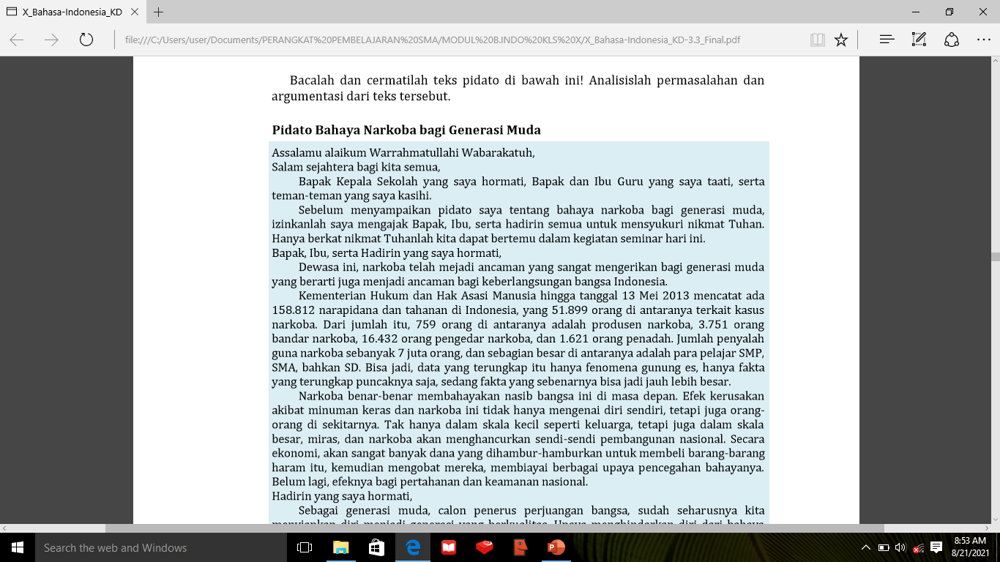 X_Bahasa-Indonesia_KD
file:///C:/Users/user/Documents/PERANGKAT%20PEMBELAJARAN%20SMA/MODUL%20B.INDO%20KLS%20X/X_Bahasa-Indonesia_KD-3.3_Final.pdf
Bacalah dan cermatilah teks pidato di bawah ini! Analisislah permasalahan dan
argumentasi dari teks tersebut.
Pidato Bahaya Narkoba bagi Generasi Muda
Assalamu alaikum Warrahmatullahi Wabarakatuh,
Salam sejahtera bagi kita semua,
Bapak Kepala Sekolah yang saya hormati, Bapak dan Ibu Guru yang saya taati, serta
teman-teman yang saya kasihi.
Sebelum menyampaikan pidato saya tentang bahaya narkoba bagi generasi muda,
izinkanlah saya mengajak Bapak, Ibu, serta hadirin semua untuk mensyukuri nikmat Tuhan.
Hanya berkat nikmat Tuhanlah kita dapat bertemu dalam kegiatan seminar hari ini.
Bapak, Ibu, serta Hadirin yang saya hormati,
Dewasa ini, narkoba telah mejadi ancaman yang sangat mengerikan bagi generasi muda
yang berarti juga menjadi ancaman bagi keberlangsungan bangsa Indonesia.
Kementerian Hukum dan Hak Asasi Manusia hingga tanggal 13 Mei 2013 mencatat ada
158.812 narapidana dan tahanan di Indonesia, yang 51.899 orang di antaranya terkait kasus
narkoba. Dari jumlah itu, 759 orang di antaranya adalah produsen narkoba, 3.751 orang
bandar narkoba, 16.432 orang pengedar narkoba, dan 1.621 orang penadah. Jumlah penyalah
guna narkoba sebanyak 7 juta orang, dan sebagian besar di antaranya adalah para pelajar SMP,
SMA, bahkan SD. Bisa jadi, data yang terungkap itu hanya fenomena gunung es, hanya fakta
yang terungkap puncaknya saja, sedang fakta yang sebenarnya bisa jadi jauh lebih besar.
Narkoba benar-benar membahayakan nasib bangsa ini di masa depan. Efek kerusakan
akibat minuman keras dan narkoba ini tidak hanya mengenai diri sendiri, tetapi juga orang-
orang di sekitarnya. Tak hanya dalam skala kecil seperti keluarga, tetapi juga dalam skala
besar, miras, dan narkoba akan menghancurkan sendi-sendi pembangunan nasional. Secara
ekonomi, akan sangat banyak dana yang dihambur-hamburkan untuk membeli barang-barang
haram itu, kemudian mengobat mereka, membiayai berbagai upaya pencegahan bahayanya.
Belum lagi, efeknya bagi pertahanan dan keamanan nasional.
Hadirin yang saya hormati,
Sebagai generasi muda, calon penerus perjuangan bangsa, sudah seharusnya kita
menyiapkan diri menjadi generasi yang berkualitas. Upaya menghindarkan diri dari bahaya
Search the web and Windows
8:53 AM
8/21/2021